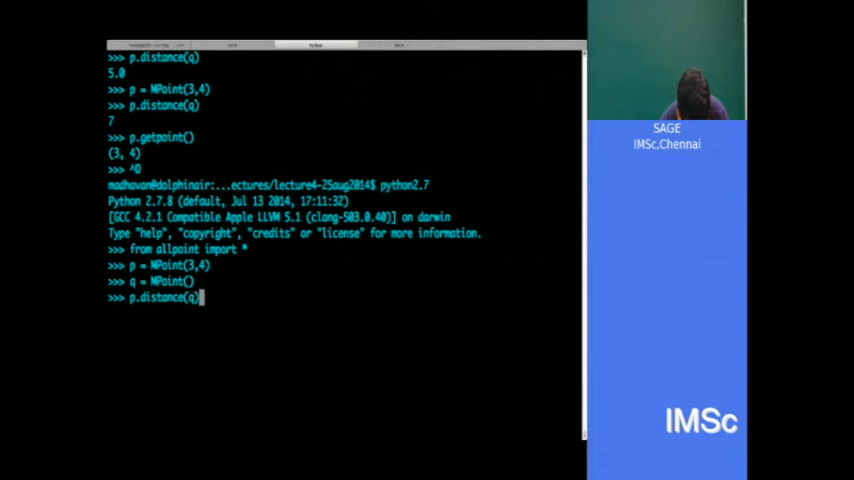 >>> p.distance(q)
5.0
>>> p = MPoint(3,4)
>>> p.distance(q)
7
>>> p.getpoint()
(3, 4)
>>> ^D
madhavan@dolphinair:...ectures/lecture4-25aug2014$ python2.7
Python 2.7.8 (default, Jul 13 2014, 17:11:32)
[GCC 4.2.1 Compatible Apple LLVM 5.1 (clang-503.0.40)] on darwin
Type "help", "copyright", "credits" or "license" for more information.
>>> from allpoint import *
>>> p = MPoint(3,4)
>>> q = MPoint()
>>> p.distance(q)
SAGE
IMSc,Chennai
IMSc